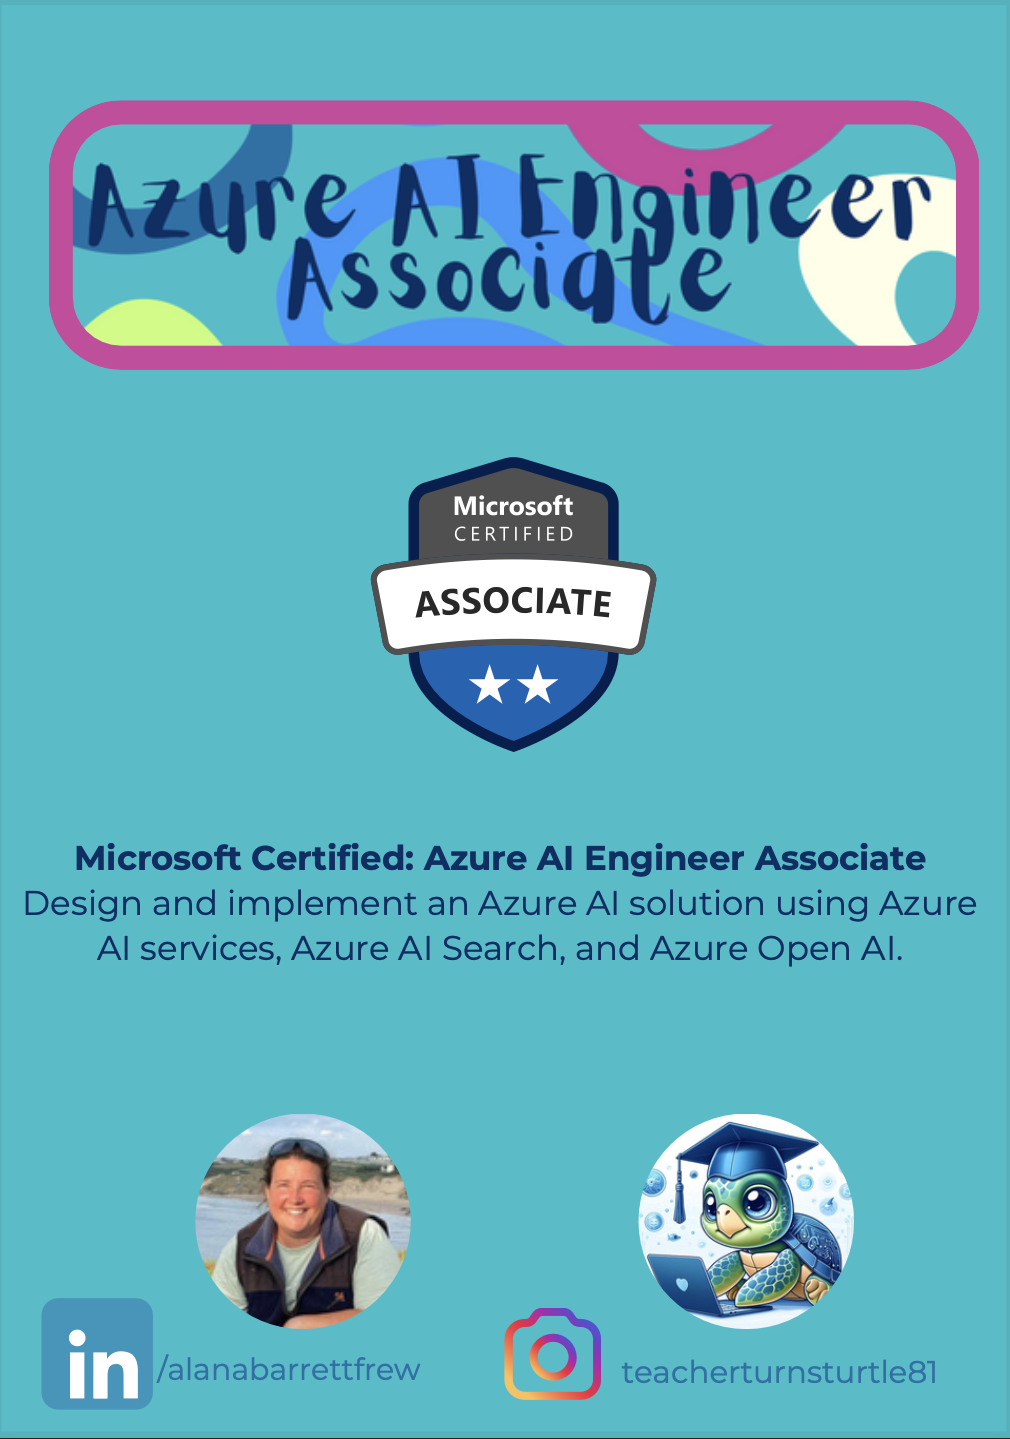 Azure AI Engineer
Associate
Microsoft
CERTIFIED
ASSOCIATE
Microsoft Certified: Azure AI Engineer Associate
Design and implement an Azure AI solution using Azure
AI services, Azure AI Search, and Azure Open AI.
in /alanabarrettfrew
teacherturnsturtle81